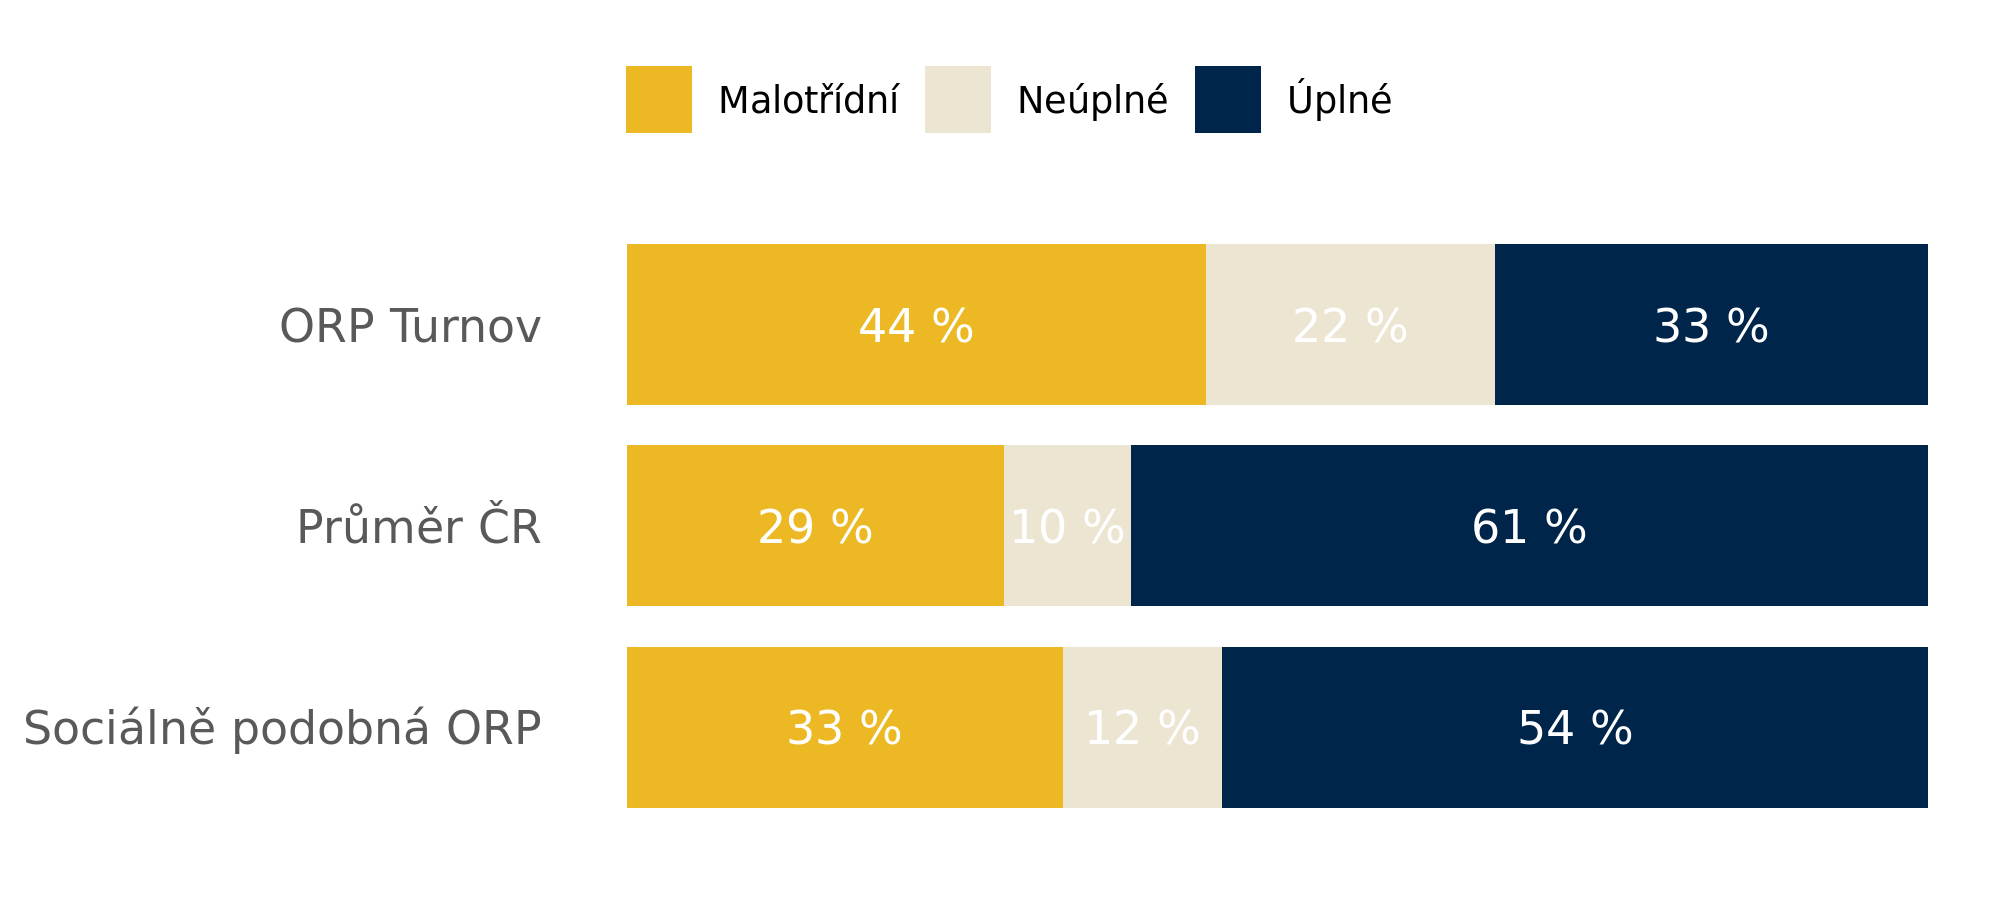 Malotřídní Neúplné Úplné
ORP Turnov 44 % 22 % 33 %
Průměr ČR 29 % 10 % 61 %
Sociálně podobná ORP 33 % 12 % 54 %